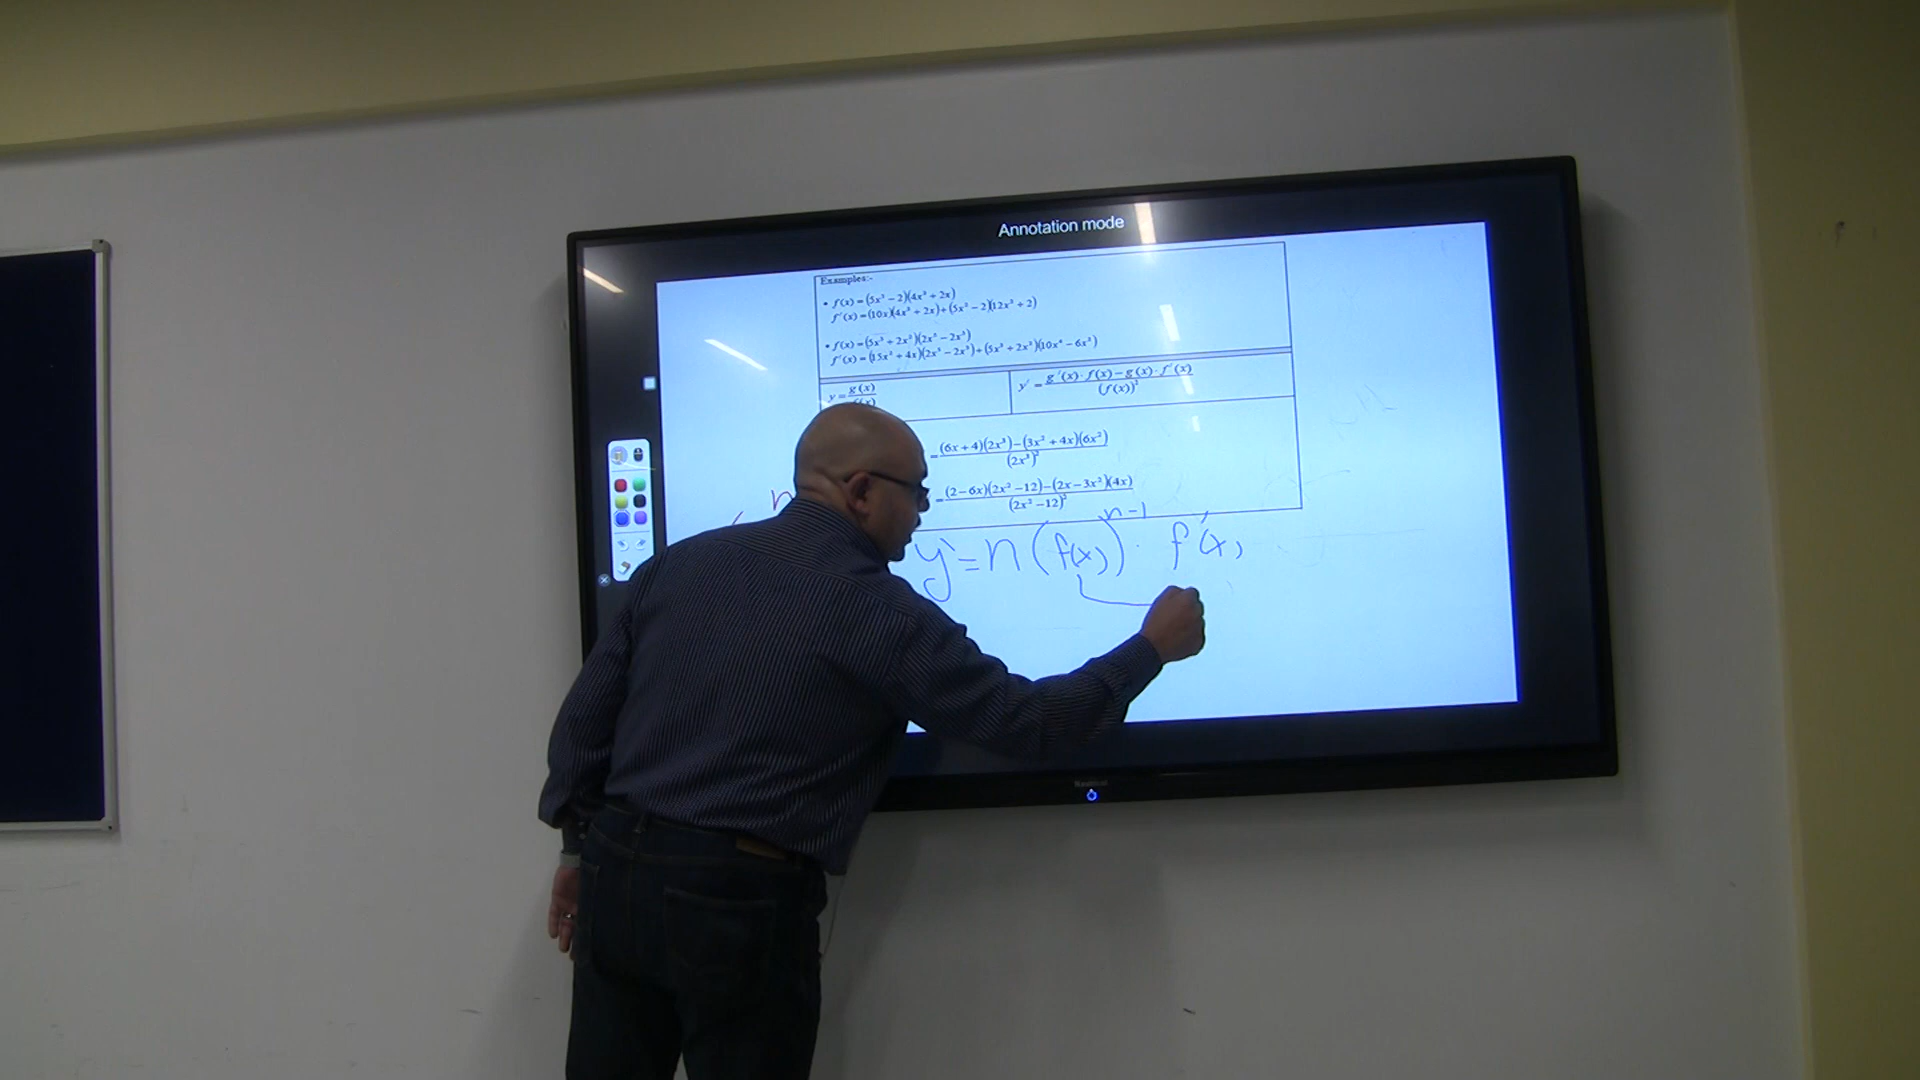 Annotation mode
Examples:-
• f(x) = (5x² − 2)(4x³ + 2x)
f′(x) = (10x)(4x³ + 2x) + (5x² − 2)(12x² + 2)
• f(x) = (5x³ + 2x²)(2x⁵ − 2x³)
f′(x) = (15x² + 4x)(2x⁵ − 2x³) + (5x³ + 2x²)(10x⁴ − 6x²)
y = g(x) / f(x)
y′ = (g′(x)·f(x) − g(x)·f′(x)) / (f(x))²
= ((6x + 4)(2x³) − (3x² + 4x)(6x²)) / (2x³)²
= ((2 − 6x)(2x² − 12) − (2x − 3x²)(4x)) / (2x² − 12)²
n
y′ = n (f(x))ⁿ⁻¹ · f′(x)